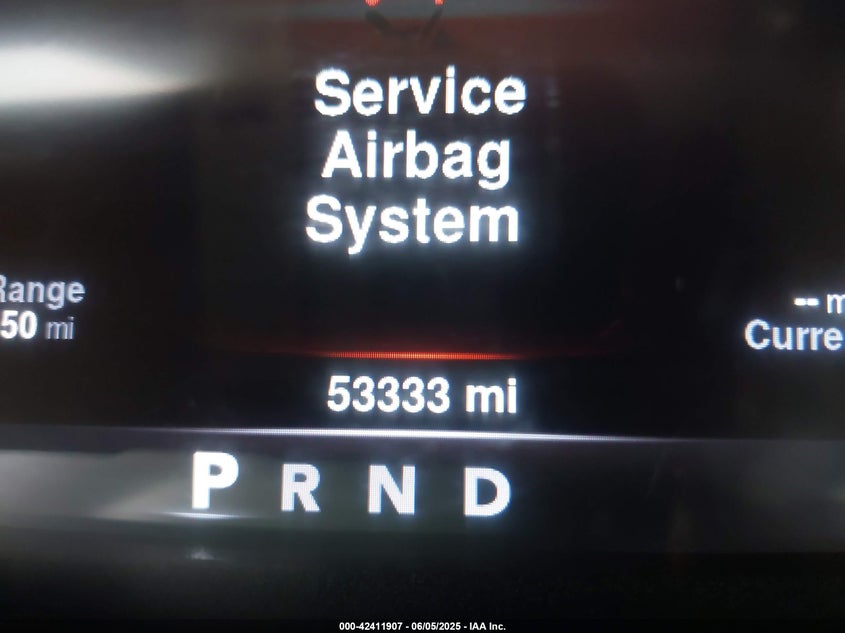 Service
Airbag
System
Range
50 mi
-- m
Curre
53333 mi
P R N D
000-42411907 - 06/05/2025 - IAA Inc.